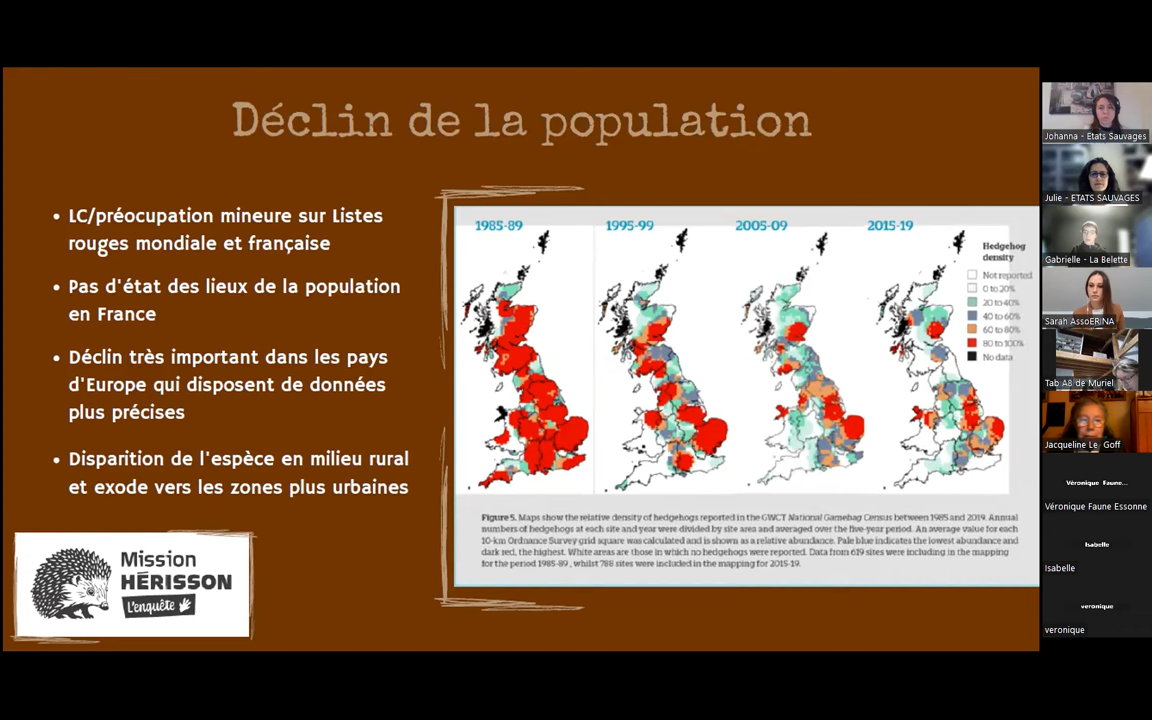 Déclin de la population
• LC/préocupation mineure sur Listes
rouges mondiale et française
• Pas d'état des lieux de la population
en France
• Déclin très important dans les pays
d'Europe qui disposent de données
plus précises
• Disparition de l'espèce en milieu rural
et exode vers les zones plus urbaines
Mission
HÉRISSON
L'enquête
1985-89
1995-99
2005-09
2015-19
Hedgehog
density
Not reported
0 to 20%
20 to 40%
40 to 60%
60 to 80%
80 to 100%
No data
Figure 5. Maps show the relative density of hedgehogs reported in the GWCT National Gamebag Census between 1985 and 2019. Annual
numbers of hedgehogs at each site and year were divided by site area and averaged over the five-year period. An average value for each
10-km Ordnance Survey grid square was calculated and is shown as a relative abundance. Pale blue indicates the lowest abundance and
dark red, the highest. White areas are those in which no hedgehogs were reported. Data from 619 sites were including in the mapping
for the period 1985-89, whilst 788 sites were included in the mapping for 2015-19.
Johanna - Etats Sauvages
Julie - ETATS SAUVAGES
Gabrielle - La Belette
Sarah AssoERINA
Tab A8 de Muriel
Jacqueline Le Goff
Véronique Faune...
Véronique Faune Essonne
Isabelle
Isabelle
veronique
veronique